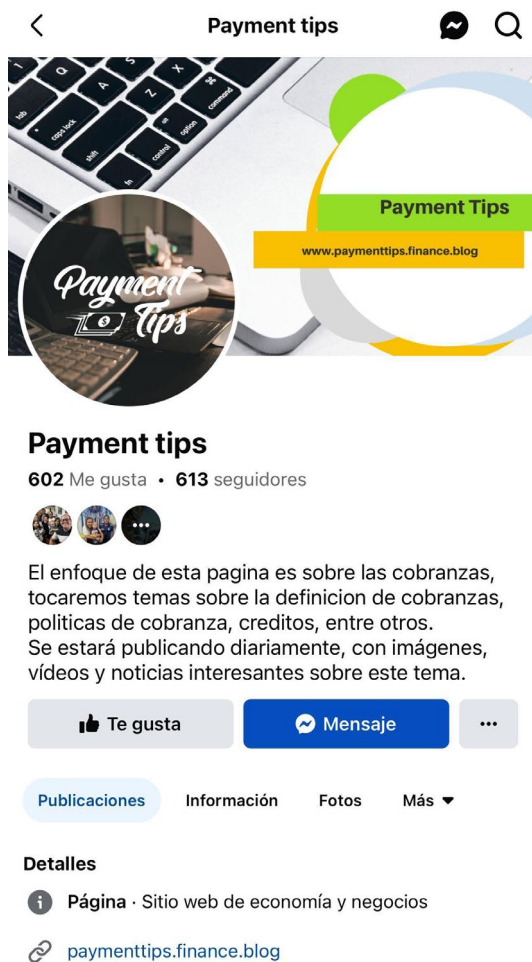 Payment tips
tab
caps lock
shift
fn
control
option
command
Q
A
Z
S
X
Payment Tips
www.paymenttips.finance.blog
Payment
Tips
Payment tips
602 Me gusta • 613 seguidores
El enfoque de esta pagina es sobre las cobranzas,
tocaremos temas sobre la definicion de cobranzas,
politicas de cobranza, creditos, entre otros.
Se estará publicando diariamente, con imágenes,
vídeos y noticias interesantes sobre este tema.
Te gusta
Mensaje
Publicaciones Información Fotos Más
Detalles
Página · Sitio web de economía y negocios
paymenttips.finance.blog